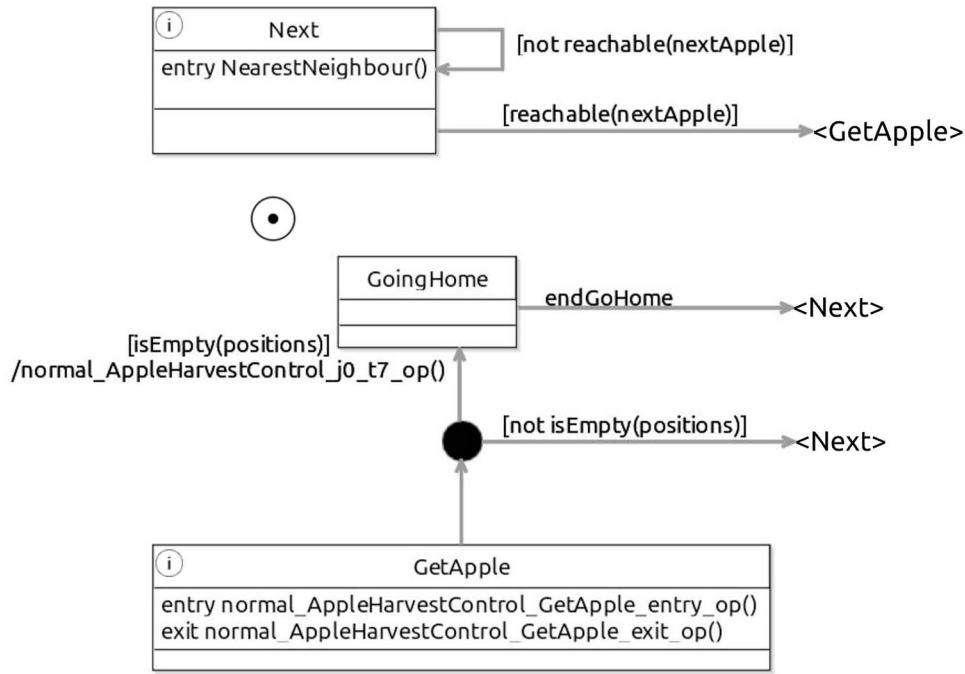 i
Next
[not reachable(nextApple)]
entry NearestNeighbour()
[reachable(nextApple)]
<GetApple>
GoingHome
endGoHome
<Next>
[isEmpty(positions)]
/normal_AppleHarvestControl_j0_t7_op()
[not isEmpty(positions)]
<Next>
i
GetApple
entry normal_AppleHarvestControl_GetApple_entry_op()
exit normal_AppleHarvestControl_GetApple_exit_op()